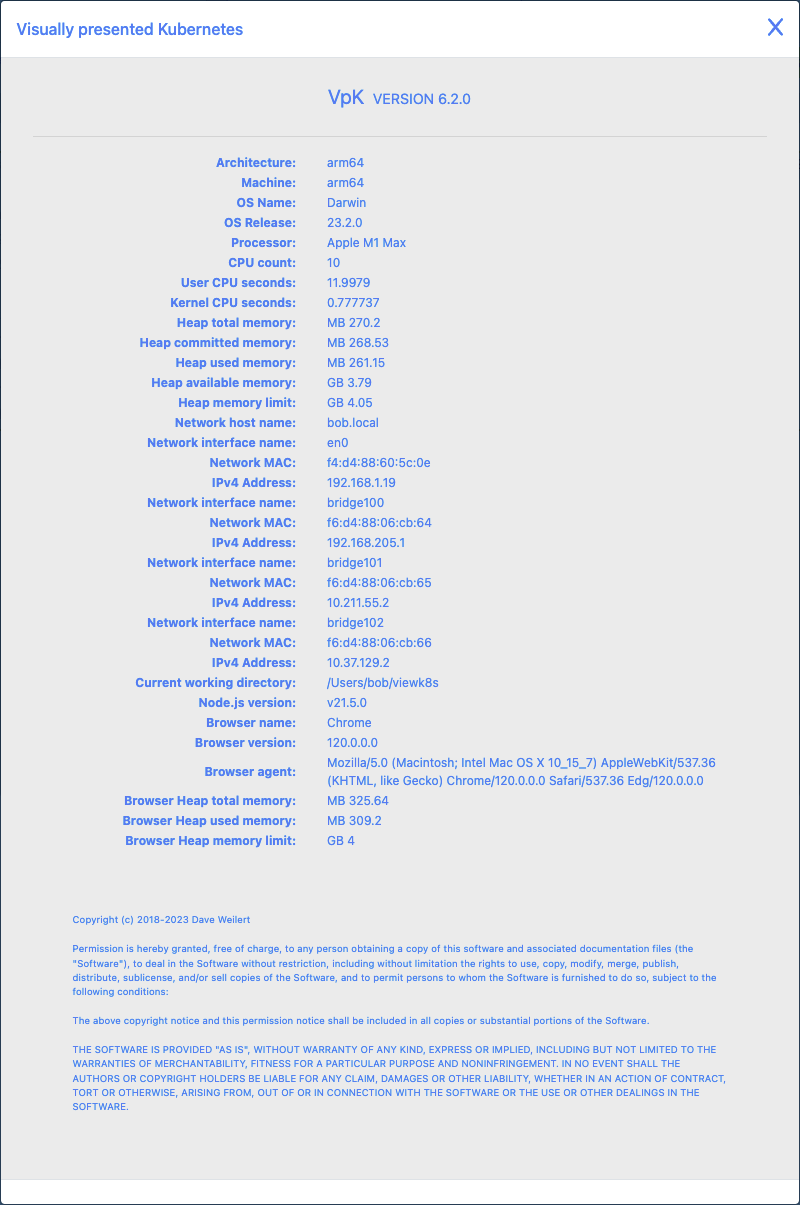 Visually presented Kubernetes
X
VpK VERSION 6.2.0
Architecture: arm64
Machine: arm64
OS Name: Darwin
OS Release: 23.2.0
Processor: Apple M1 Max
CPU count: 10
User CPU seconds: 11.9979
Kernel CPU seconds: 0.777737
Heap total memory: MB 270.2
Heap committed memory: MB 268.53
Heap used memory: MB 261.15
Heap available memory: GB 3.79
Heap memory limit: GB 4.05
Network host name: bob.local
Network interface name: en0
Network MAC: f4:d4:88:60:5c:0e
IPv4 Address: 192.168.1.19
Network interface name: bridge100
Network MAC: f6:d4:88:06:cb:64
IPv4 Address: 192.168.205.1
Network interface name: bridge101
Network MAC: f6:d4:88:06:cb:65
IPv4 Address: 10.211.55.2
Network interface name: bridge102
Network MAC: f6:d4:88:06:cb:66
IPv4 Address: 10.37.129.2
Current working directory: /Users/bob/viewk8s
Node.js version: v21.5.0
Browser name: Chrome
Browser version: 120.0.0.0
Browser agent: Mozilla/5.0 (Macintosh; Intel Mac OS X 10_15_7) AppleWebKit/537.36
(KHTML, like Gecko) Chrome/120.0.0.0 Safari/537.36 Edg/120.0.0.0
Browser Heap total memory: MB 325.64
Browser Heap used memory: MB 309.2
Browser Heap memory limit: GB 4
Copyright (c) 2018-2023 Dave Weilert
Permission is hereby granted, free of charge, to any person obtaining a copy of this software and associated documentation files (the
"Software"), to deal in the Software without restriction, including without limitation the rights to use, copy, modify, merge, publish,
distribute, sublicense, and/or sell copies of the Software, and to permit persons to whom the Software is furnished to do so, subject to the
following conditions:
The above copyright notice and this permission notice shall be included in all copies or substantial portions of the Software.
THE SOFTWARE IS PROVIDED "AS IS", WITHOUT WARRANTY OF ANY KIND, EXPRESS OR IMPLIED, INCLUDING BUT NOT LIMITED TO THE
WARRANTIES OF MERCHANTABILITY, FITNESS FOR A PARTICULAR PURPOSE AND NONINFRINGEMENT. IN NO EVENT SHALL THE
AUTHORS OR COPYRIGHT HOLDERS BE LIABLE FOR ANY CLAIM, DAMAGES OR OTHER LIABILITY, WHETHER IN AN ACTION OF CONTRACT,
TORT OR OTHERWISE, ARISING FROM, OUT OF OR IN CONNECTION WITH THE SOFTWARE OR THE USE OR OTHER DEALINGS IN THE
SOFTWARE.